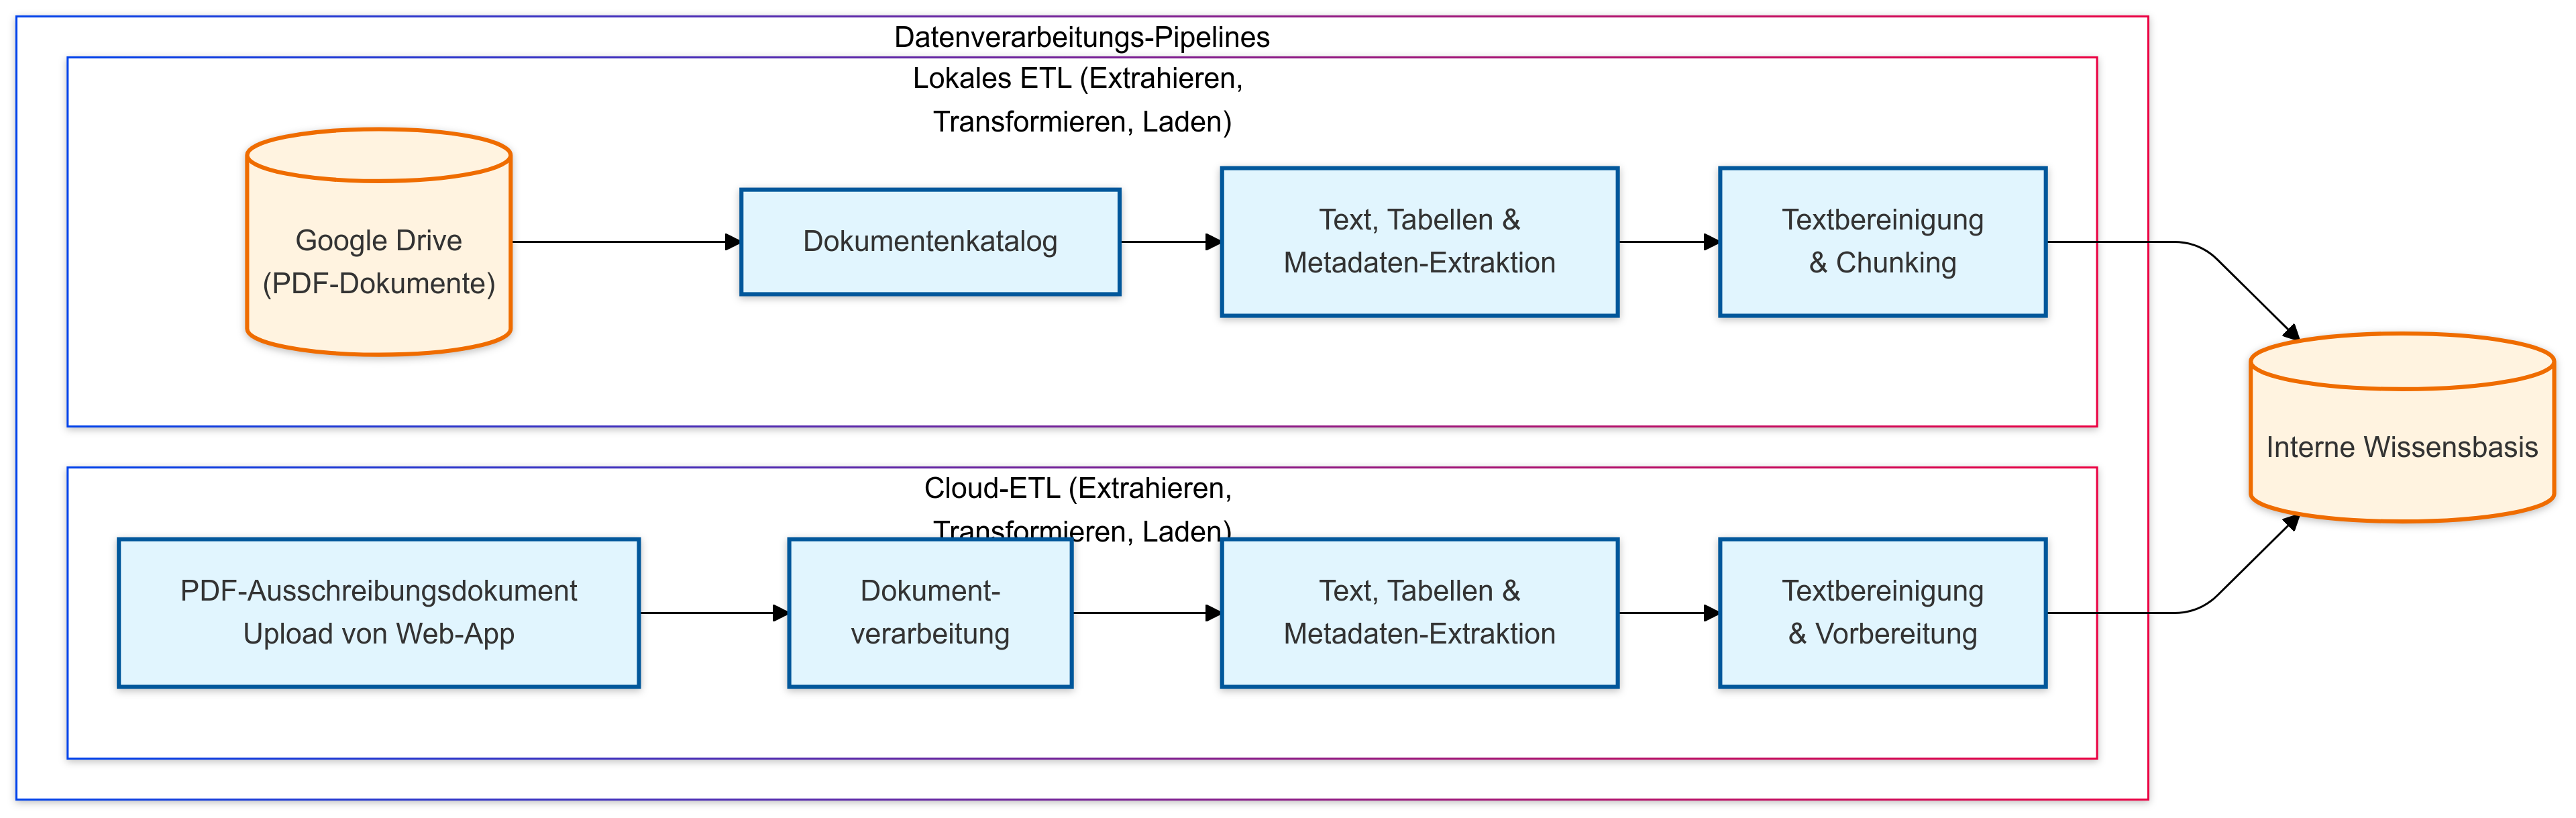 Datenverarbeitungs-Pipelines
Lokales ETL (Extrahieren,
Transformieren, Laden)
Google Drive
(PDF-Dokumente)
Dokumentenkatalog
Text, Tabellen &
Metadaten-Extraktion
Textbereinigung
& Chunking
Interne Wissensbasis
Cloud-ETL (Extrahieren,
Transformieren, Laden)
PDF-Ausschreibungsdokument
Upload von Web-App
Dokument-
verarbeitung
Text, Tabellen &
Metadaten-Extraktion
Textbereinigung
& Vorbereitung